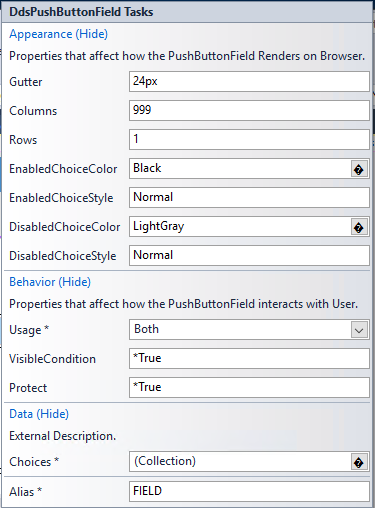 DdsPushButtonField Tasks
Appearance (Hide)
Properties that affect how the PushButtonField Renders on Browser.
Gutter 24px
Columns 999
Rows 1
EnabledChoiceColor Black
EnabledChoiceStyle Normal
DisabledChoiceColor LightGray
DisabledChoiceStyle Normal
Behavior (Hide)
Properties that affect how the PushButtonField interacts with User.
Usage * Both
VisibleCondition *True
Protect *True
Data (Hide)
External Description.
Choices * (Collection)
Alias * FIELD